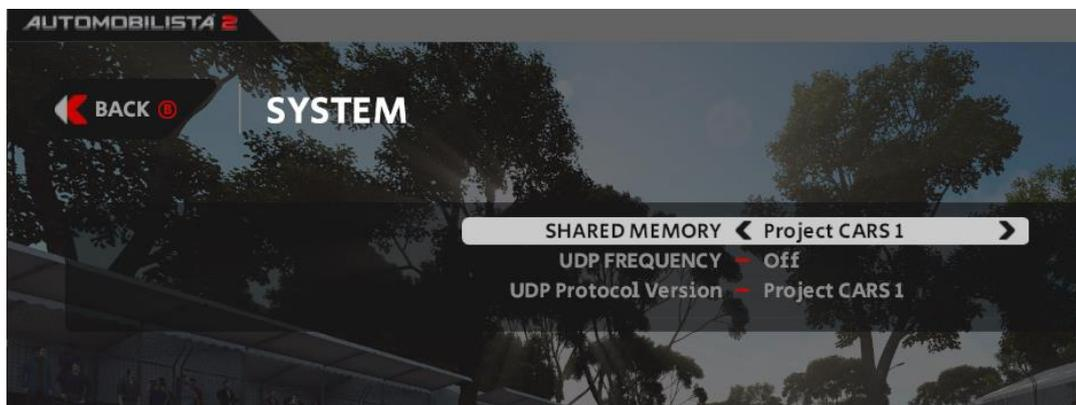 AUTOMOBILISTA 2
BACK B
SYSTEM
SHARED MEMORY Project CARS 1
UDP FREQUENCY – Off
UDP Protocol Version – Project CARS 1